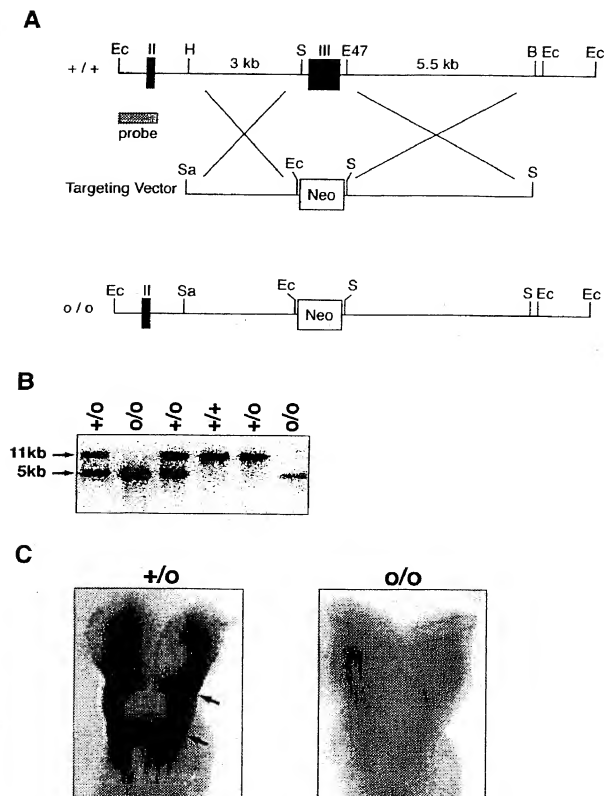 A
Ec II H S III E47 B Ec Ec
+ / + 3 kb 5.5 kb
probe
Sa Ec S S
Targeting Vector Neo
Ec II Sa Ec S S Ec Ec
o / o Neo
B
+/o o/o +/o +/+ +/o o/o
11kb
5kb
C
+/o o/o